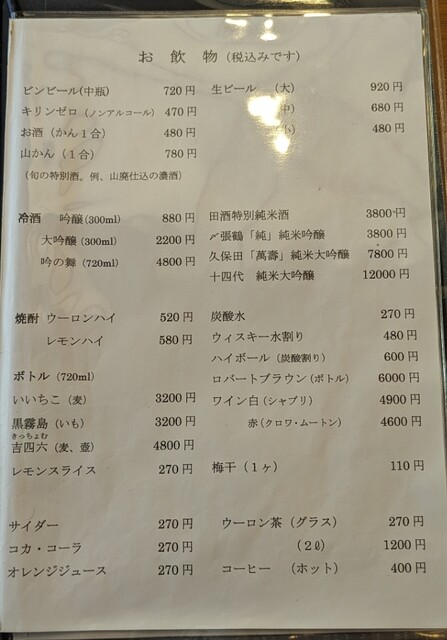 お飲物(税込みです)
ビンビール(中瓶) 720円
キリンゼロ(ノンアルコール) 470円
お酒(かん1合) 480円
山かん(1合) 780円
(旬の特別酒。例、山廃仕込の濃酒)
生ビール (大) 920円
(中) 680円
(小) 480円
冷酒 吟醸(300ml) 880円
大吟醸(300ml) 2200円
吟の舞(720ml) 4800円
田酒特別純米酒 3800円
〆張鶴「純」純米吟醸 3800円
久保田「萬壽」純米大吟醸 7800円
十四代 純米大吟醸 12000円
焼酎 ウーロンハイ 520円
レモンハイ 580円
ボトル(720ml)
いいちこ(麦) 3200円
黒霧島(いも) 3200円
きっちょむ
吉四六(麦、壺) 4800円
レモンスライス 270円
炭酸水 270円
ウィスキー水割り 480円
ハイボール(炭酸割り) 600円
ロバートブラウン(ボトル) 6000円
ワイン白(シャブリ) 4900円
赤(クロワ・ムートン) 4600円
梅干(1ヶ) 110円
サイダー 270円
コカ・コーラ 270円
オレンジジュース 270円
ウーロン茶(グラス) 270円
(2ℓ) 1200円
コーヒー (ホット) 400円